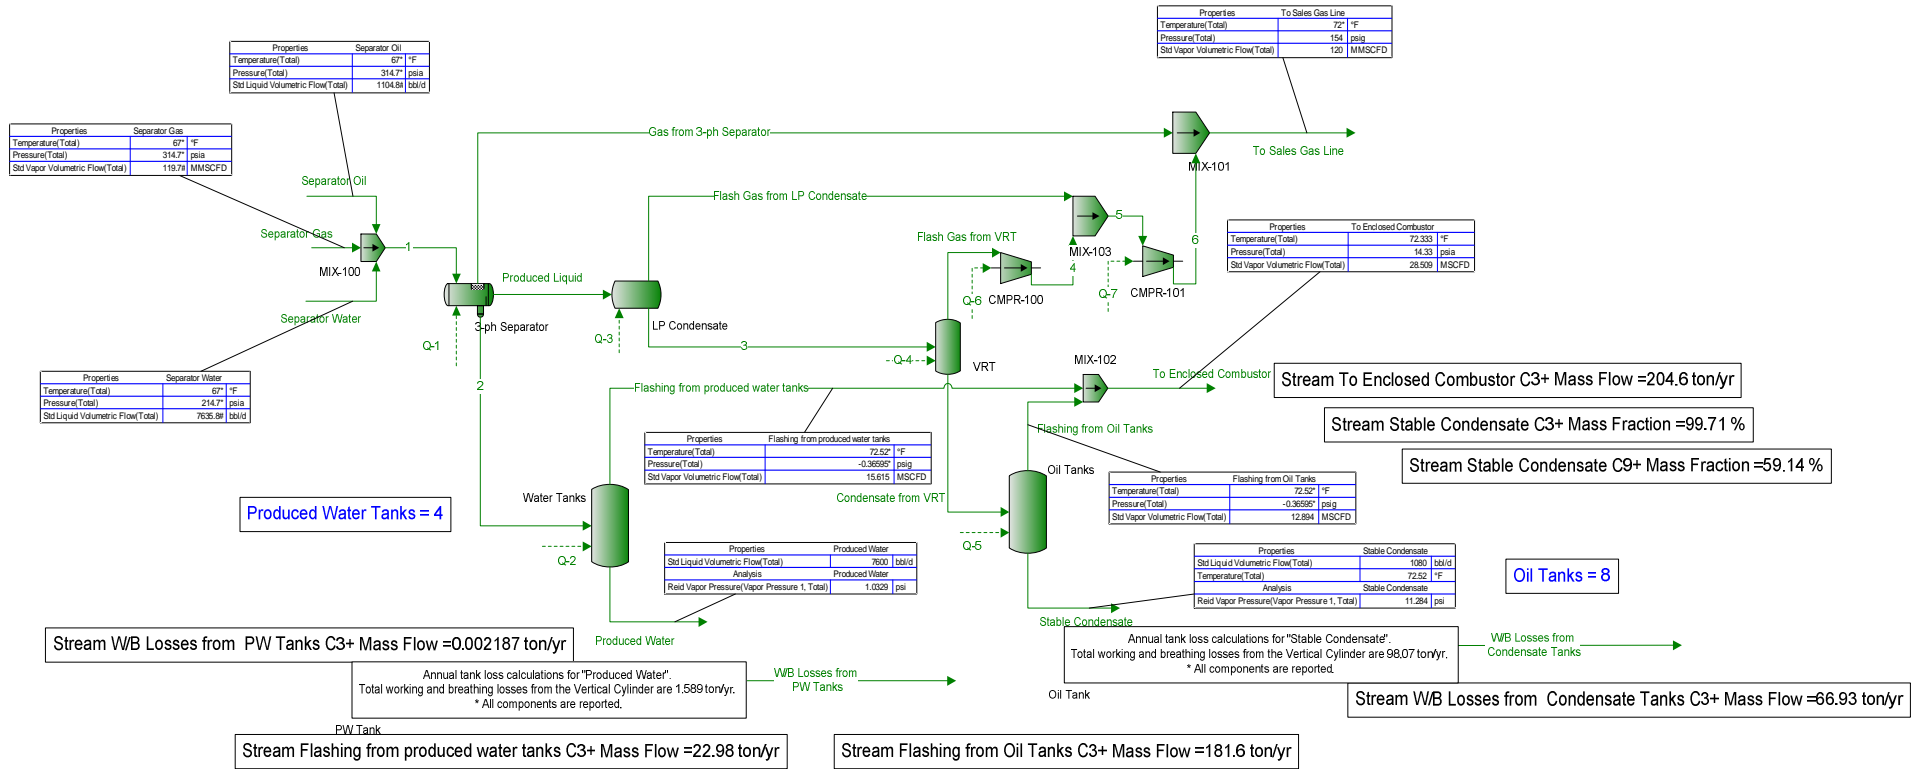 Properties To Sales Gas Line
Temperature(Total) 72* °F
Pressure(Total) 154 psig
Std Vapor Volumetric Flow(Total) 120 MMSCFD
Properties Separator Oil
Temperature(Total) 67* °F
Pressure(Total) 314.7* psia
Std Liquid Volumetric Flow(Total) 1104.8# bbl/d
Properties Separator Gas
Temperature(Total) 67* °F
Pressure(Total) 314.7* psia
Std Vapor Volumetric Flow(Total) 119.7# MMSCFD
Gas from 3-ph Separator
MIX-101
To Sales Gas Line
Separator Oil
Flash Gas from LP Condensate
5
Separator Gas
1
MIX-100
Flash Gas from VRT
MIX-103
4
6
Properties To Enclosed Combustor
Temperature(Total) 72.333 °F
Pressure(Total) 14.33 psia
Std Vapor Volumetric Flow(Total) 28.509 MSCFD
Produced Liquid
Q-6
CMPR-100
Q-7
CMPR-101
Separator Water
3-ph Separator
LP Condensate
Q-1
Q-3
3
Q-4
VRT
MIX-102
2
Flashing from produced water tanks
To Enclosed Combustor
Stream To Enclosed Combustor C3+ Mass Flow =204.6 ton/yr
Properties Separator Water
Temperature(Total) 67* °F
Pressure(Total) 214.7* psia
Std Liquid Volumetric Flow(Total) 7635.8# bbl/d
Stream Stable Condensate C3+ Mass Fraction =99.71 %
Flashing from Oil Tanks
Properties Flashing from produced water tanks
Temperature(Total) 72.52* °F
Pressure(Total) -0.36595* psig
Std Vapor Volumetric Flow(Total) 15.615 MSCFD
Stream Stable Condensate C9+ Mass Fraction =59.14 %
Oil Tanks
Properties Flashing from Oil Tanks
Temperature(Total) 72.52* °F
Pressure(Total) -0.36595* psig
Std Vapor Volumetric Flow(Total) 12.894 MSCFD
Water Tanks
Condensate from VRT
Produced Water Tanks = 4
Q-2
Q-5
Properties Produced Water
Std Liquid Volumetric Flow(Total) 7600 bbl/d
Analysis Produced Water
Reid Vapor Pressure(Vapor Pressure 1, Total) 1.0329 psi
Properties Stable Condensate
Std Liquid Volumetric Flow(Total) 1080 bbl/d
Temperature(Total) 72.52 °F
Analysis Stable Condensate
Reid Vapor Pressure(Vapor Pressure 1, Total) 11.284 psi
Oil Tanks = 8
Produced Water
Stable Condensate
Stream W/B Losses from PW Tanks C3+ Mass Flow =0.002187 ton/yr
Annual tank loss calculations for "Stable Condensate".
Total working and breathing losses from the Vertical Cylinder are 98.07 ton/yr.
* All components are reported.
W/B Losses from
Condensate Tanks
Annual tank loss calculations for "Produced Water".
Total working and breathing losses from the Vertical Cylinder are 1.589 ton/yr.
* All components are reported.
W/B Losses from
PW Tanks
Oil Tank
Stream W/B Losses from Condensate Tanks C3+ Mass Flow =66.93 ton/yr
PW Tank
Stream Flashing from produced water tanks C3+ Mass Flow =22.98 ton/yr
Stream Flashing from Oil Tanks C3+ Mass Flow =181.6 ton/yr